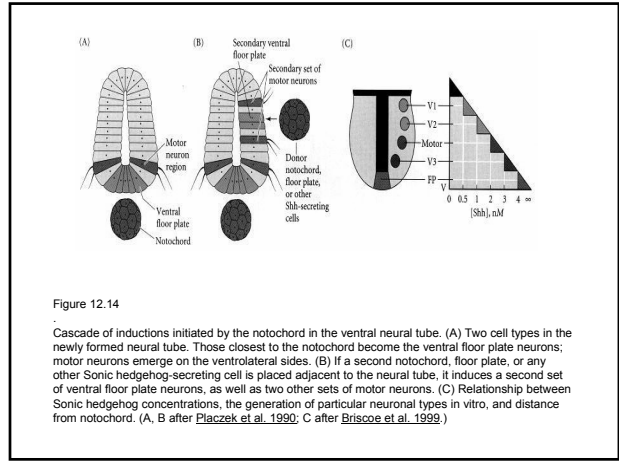 (A)
(B)
(C)
Secondary ventral
floor plate
Secondary set of
motor neurons
Motor
neuron
region
Donor
notochord,
floor plate,
or other
Shh-secreting
cells
Ventral
floor plate
Notochord
V1
V2
Motor
V3
FP
V
0 0.5 1 2 3 4 ∞
[Shh], nM
Figure 12.14
.
Cascade of inductions initiated by the notochord in the ventral neural tube. (A) Two cell types in the
newly formed neural tube. Those closest to the notochord become the ventral floor plate neurons;
motor neurons emerge on the ventrolateral sides. (B) If a second notochord, floor plate, or any
other Sonic hedgehog-secreting cell is placed adjacent to the neural tube, it induces a second set
of ventral floor plate neurons, as well as two other sets of motor neurons. (C) Relationship between
Sonic hedgehog concentrations, the generation of particular neuronal types in vitro, and distance
from notochord. (A, B after Placzek et al. 1990; C after Briscoe et al. 1999.)